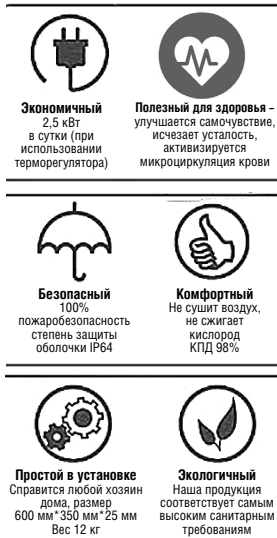 Экономичный
2,5 кВт
в сутки (при
использовании
терморегулятора)
Полезный для здоровья –
улучшается самочувствие,
исчезает усталость,
активизируется
микроциркуляция крови
Безопасный
100%
пожаробезопасность
степень защиты
оболочки IP64
Комфортный
Не сушит воздух,
не сжигает
кислород
КПД 98%
Простой в установке
Справится любой хозяин
дома, размер
600 мм*350 мм*25 мм
Вес 12 кг
Экологичный
Наша продукция
соответствует самым
высоким санитарным
требованиям